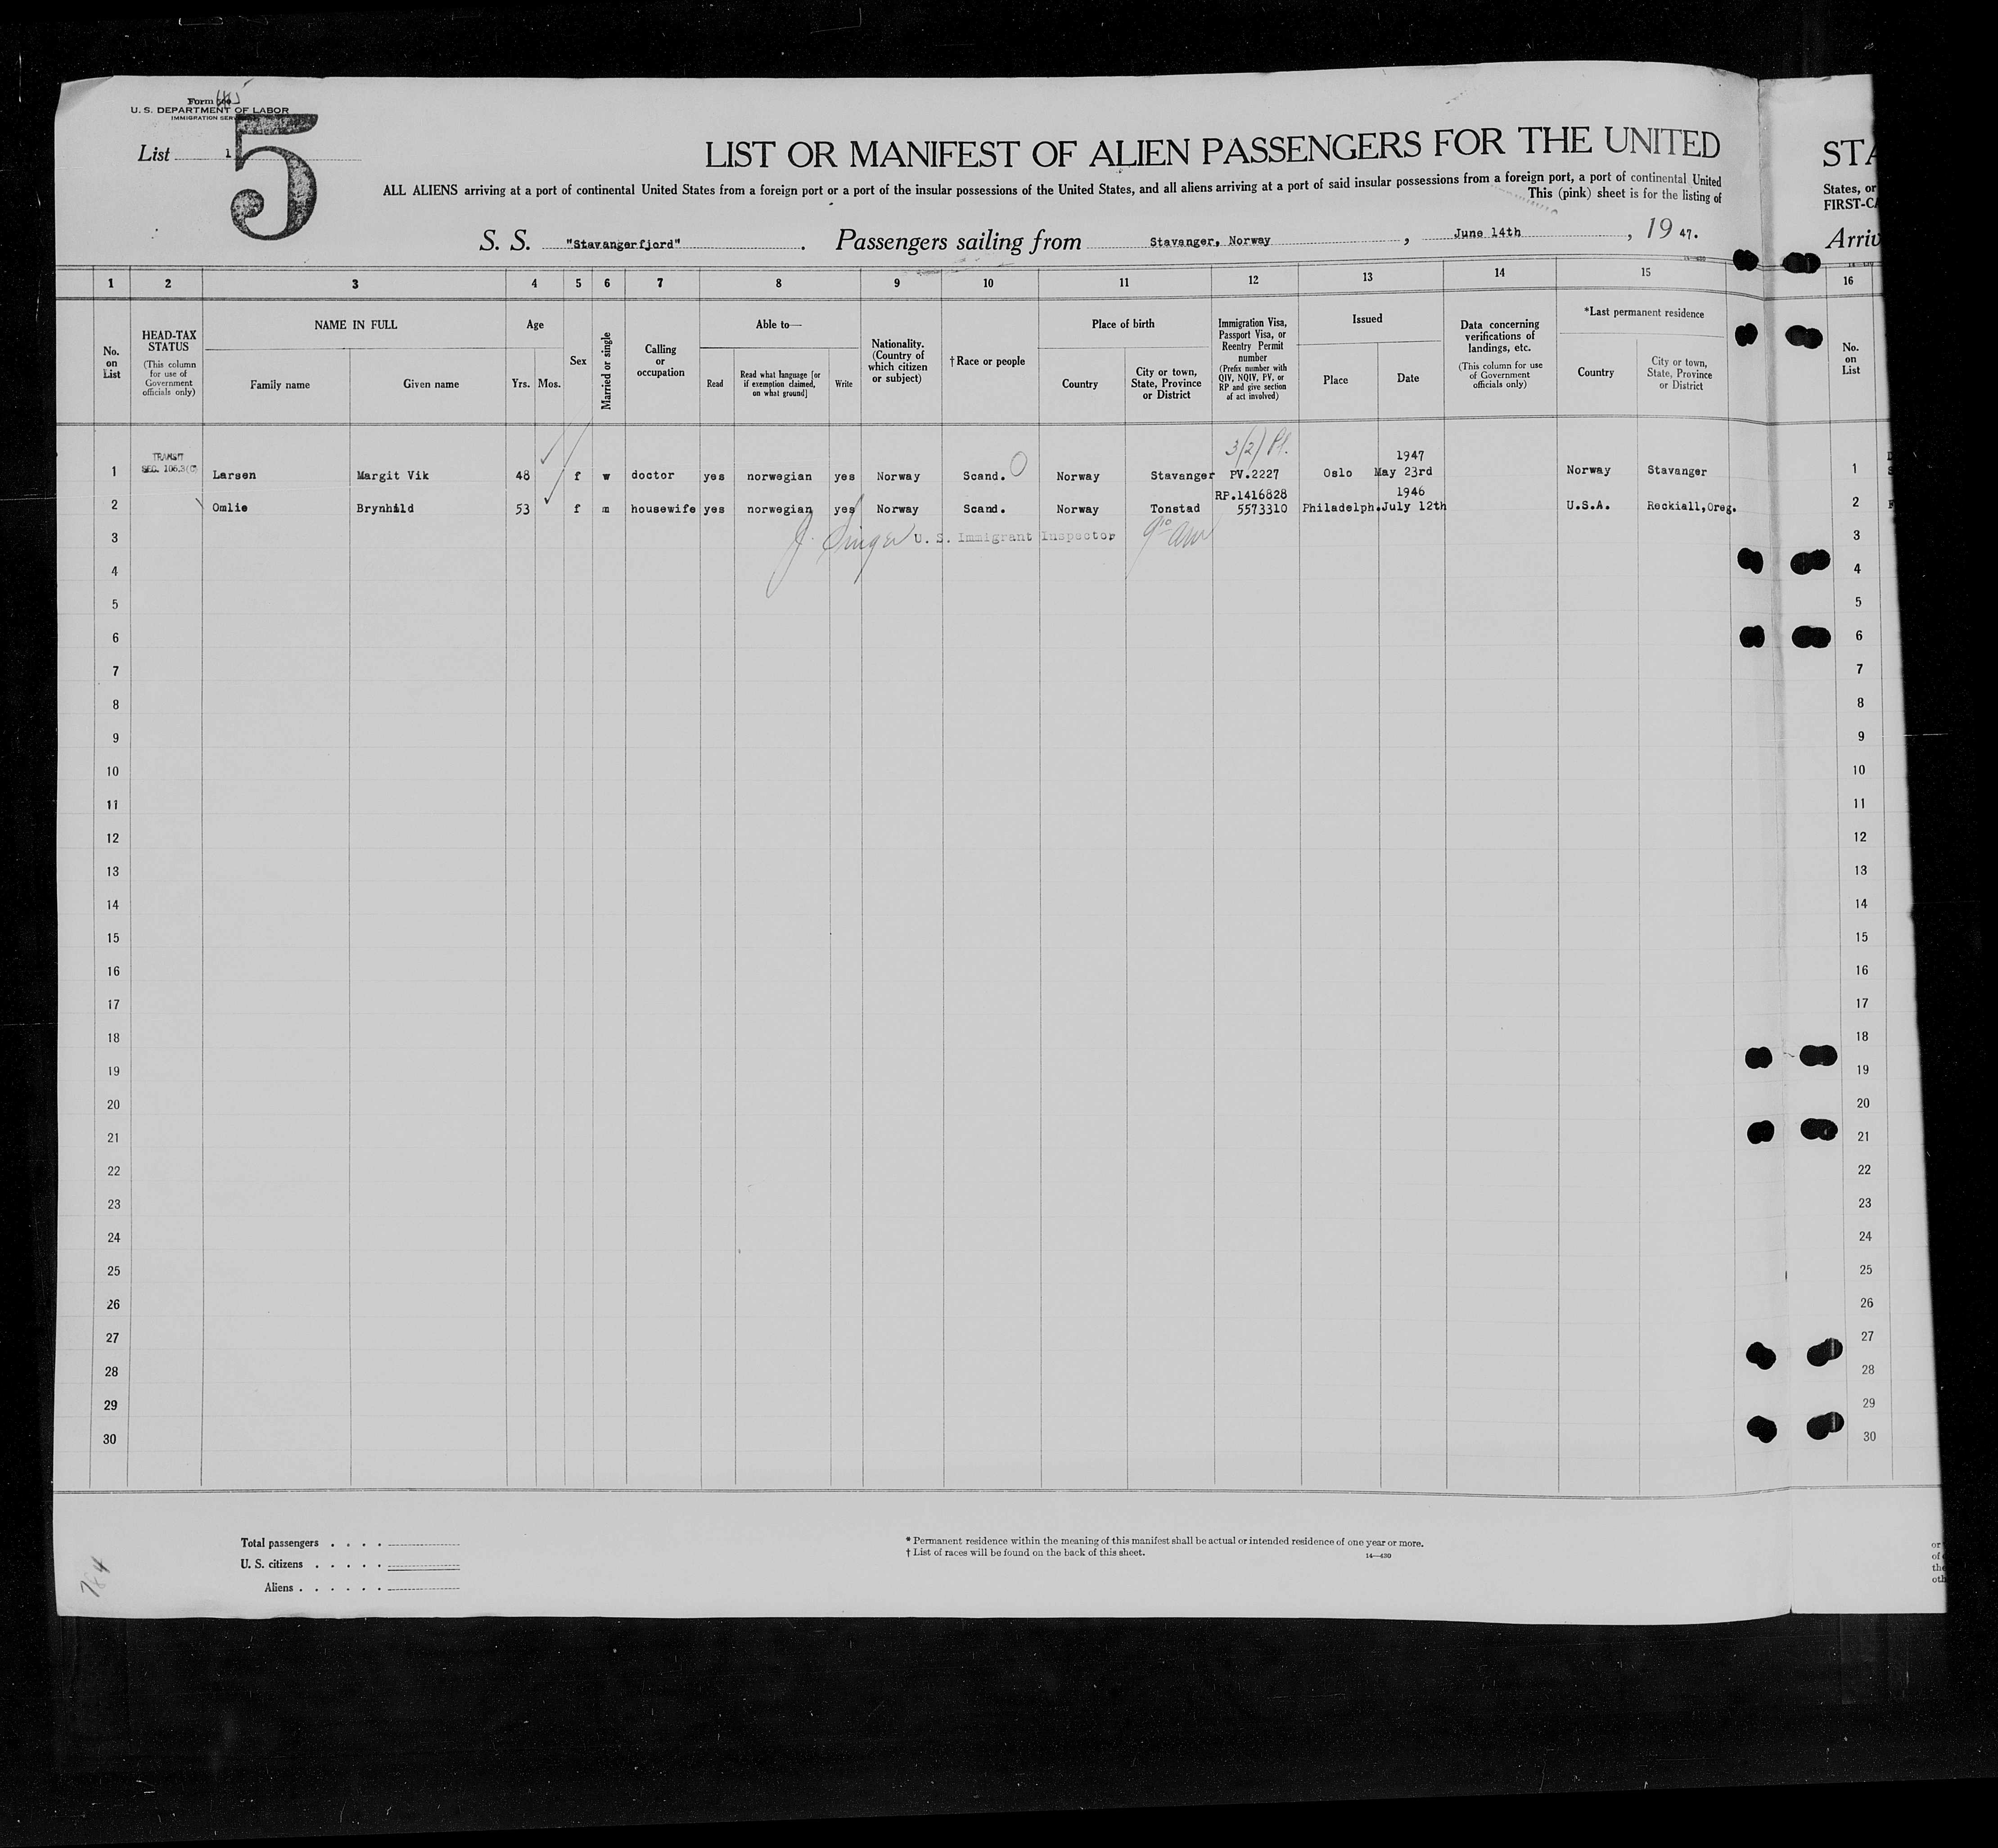 Form
U. S. DEPARTMENT OF LABOR
IMMIGRATION
List 1
5
LIST OR MANIFEST OF ALIEN PASSENGERS FOR THE UNITED
STA
ALL ALIENS arriving at a port of continental United States from a foreign port or a port of the insular possessions of the United States, and all aliens arriving at a port of said insular possessions from a foreign port, a port of continental United
States, or
This (pink) sheet is for the listing of
FIRST-CA
S. S. "Stavangerfjord". Passengers sailing from Stavanger, Norway, June 14th, 19 47.
Arriv
1 2 3 4 5 6 7 8 9 10 11 12 13 14 15 16
No. on List
HEAD-TAX STATUS (This column for use of Government officials only)
NAME IN FULL
Family name
Given name
Age
Yrs. Mos.
Sex
Married or single
Calling or occupation
Able to—
Read
Read what language [or if exemption claimed, on what ground]
Write
Nationality. (Country of which citizen or subject)
† Race or people
Place of birth
Country
City or town, State, Province or District
Immigration Visa, Passport Visa, or Reentry Permit number (Prefix number with QIV, NQIV, PV, or RP and give section of act involved)
Issued
Place
Date
Data concerning verifications of landings, etc. (This column for use of Government officials only)
*Last permanent residence
Country
City or town, State, Province or District
No. on List
TRANSIT 3(2) Pl. 1947
1 SEC. 106.3 Larsen Margit Vik 48 f w doctor yes norwegian yes Norway Scand. Norway Stavanger PV.2227 Oslo May 23rd Norway Stavanger 1
RP.1416828 1946
2 Omlie Brynhild 53 f m housewife yes norwegian yes Norway Scand. Norway Tonstad 5573310 Philadelph. July 12th U.S.A. Rockiall,Oreg. 2
3 J. Singer U. S. Immigrant Inspector 3
4 4
5 5
6 6
7 7
8 8
9 9
10 10
11 11
12 12
13 13
14 14
15 15
16 16
17 17
18 18
19 19
20 20
21 21
22 22
23 23
24 24
25 25
26 26
27 27
28 28
29 29
30 30
Total passengers . . . .
U. S. citizens . . . . .
Aliens . . . . . .
* Permanent residence within the meaning of this manifest shall be actual or intended residence of one year or more.
† List of races will be found on the back of this sheet.
14—430
784